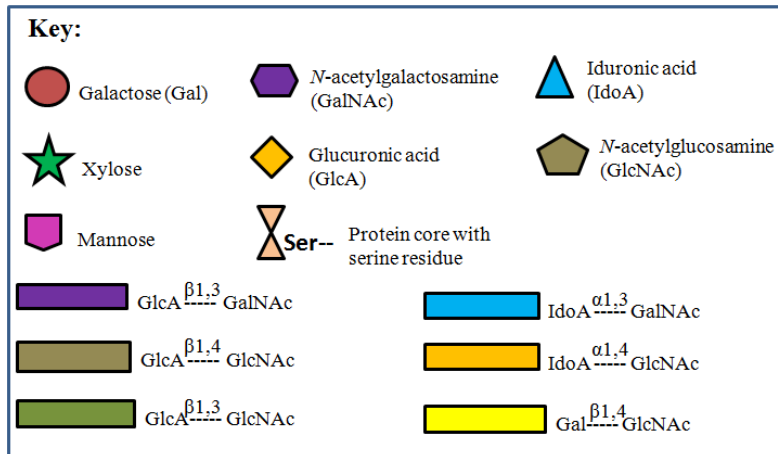 Key:
Galactose (Gal)
N-acetylgalactosamine
(GalNAc)
Iduronic acid
(IdoA)
Xylose
Glucuronic acid
(GlcA)
N-acetylglucosamine
(GlcNAc)
Mannose
Ser--
Protein core with
serine residue
GlcA β1,3 ----- GalNAc
IdoA α1,3 ----- GalNAc
GlcA β1,4 ----- GlcNAc
IdoA α1,4 ----- GlcNAc
GlcA β1,3 ----- GlcNAc
Gal β1,4 ----- GlcNAc